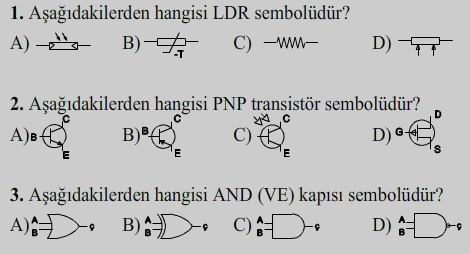 1. Aşağıdakilerden hangisi LDR sembolüdür?
A) B) -T C) D)
2. Aşağıdakilerden hangisi PNP transistör sembolüdür?
A) B C E B) B C E C) C E D) G D S
3. Aşağıdakilerden hangisi AND (VE) kapısı sembolüdür?
A) A B Ç B) A B Ç C) A B Ç D) A B Ç